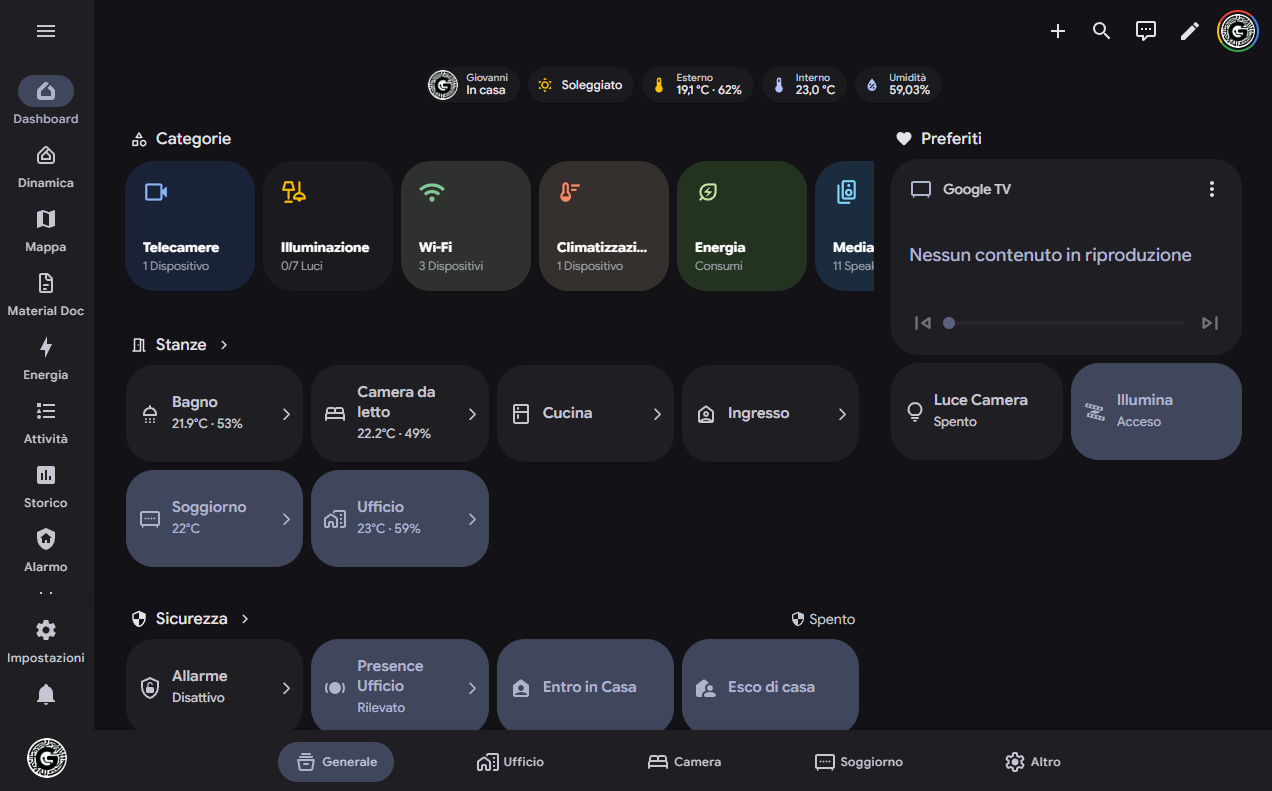 Dashboard
Dinamica
Mappa
Material Doc
Energia
Attività
Storico
Allarmo
Impostazioni
Giovanni
In casa
Soleggiato
Esterno
19,1 °C · 62%
Interno
23,0 °C
Umidità
59,03%
Categorie
Telecamere
1 Dispositivo
Illuminazione
0/7 Luci
Wi-Fi
3 Dispositivi
Climatizzazi...
1 Dispositivo
Energia
Consumi
Media
11 Speak
Stanze
Bagno
21.9°C · 53%
Camera da
letto
22.2°C · 49%
Cucina
Ingresso
Soggiorno
22°C
Ufficio
23°C · 59%
Sicurezza
Spento
Allarme
Disattivo
Presence
Ufficio
Rilevato
Entro in Casa
Esco di casa
Preferiti
Google TV
Nessun contenuto in riproduzione
Luce Camera
Spento
Illumina
Acceso
Generale
Ufficio
Camera
Soggiorno
Altro